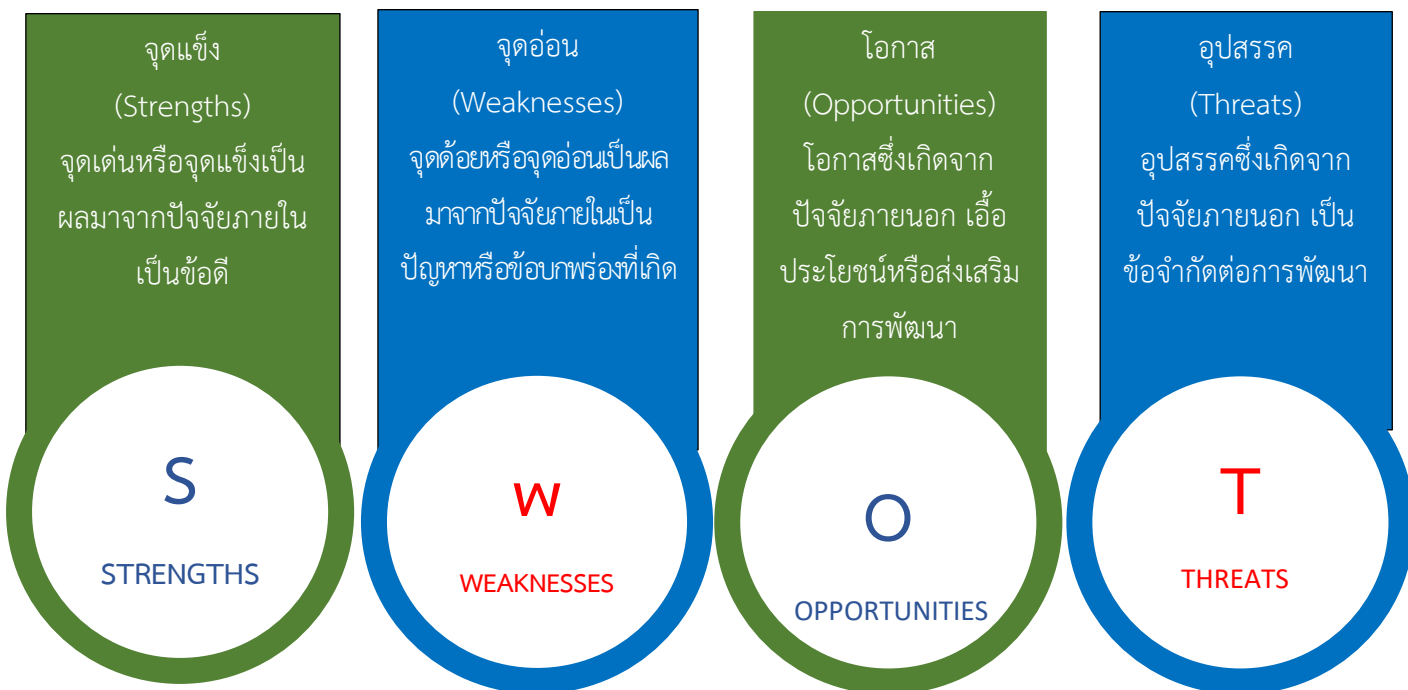 จุดแข็ง
(Strengths)
จุดเด่นหรือจุดแข็งเป็น
ผลมาจากปัจจัยภายใน
เป็นข้อดี
S
STRENGTHS
จุดอ่อน
(Weaknesses)
จุดด้อยหรือจุดอ่อนเป็นผล
มาจากปัจจัยภายในเป็น
ปัญหาหรือข้อบกพร่องที่เกิด
w
WEAKNESSES
โอกาส
(Opportunities)
โอกาสซึ่งเกิดจาก
ปัจจัยภายนอก เอื้อ
ประโยชน์หรือส่งเสริม
การพัฒนา
O
OPPORTUNITIES
อุปสรรค
(Threats)
อุปสรรคซึ่งเกิดจาก
ปัจจัยภายนอก เป็น
ข้อจำกัดต่อการพัฒนา
T
THREATS